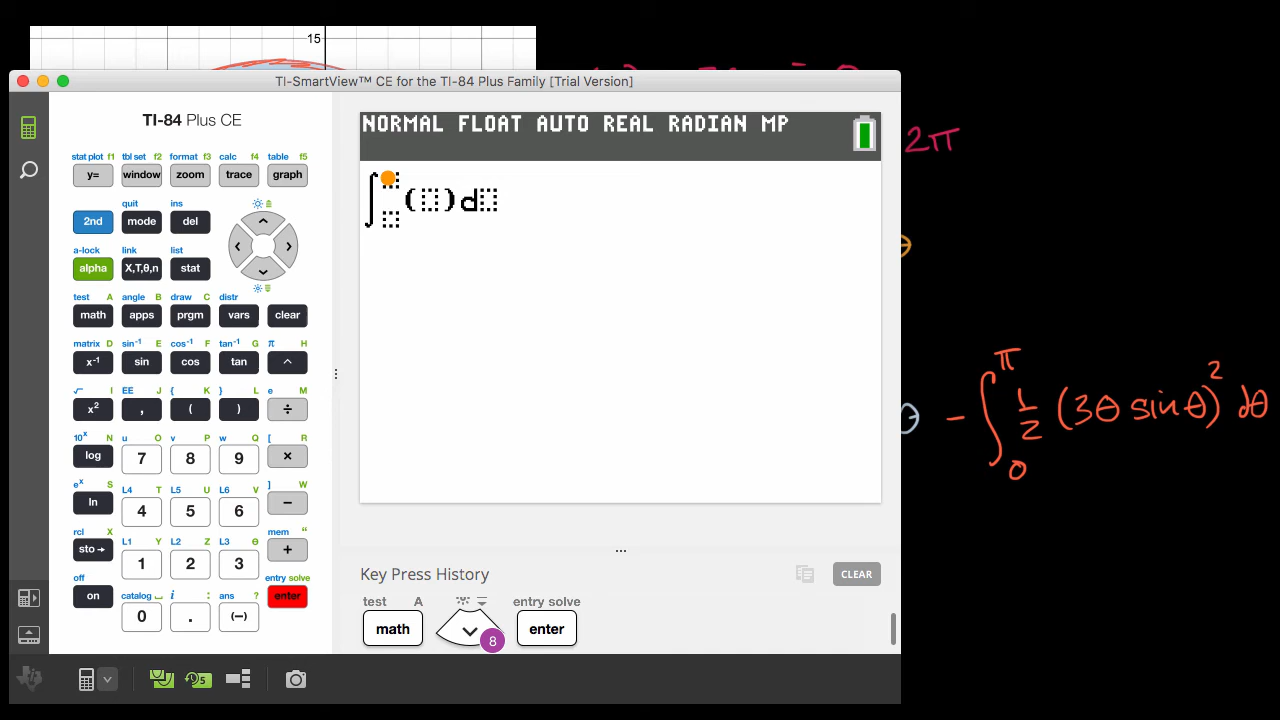 15
TI-SmartView™ CE for the TI-84 Plus Family [Trial Version]
TI-84 Plus CE
NORMAL FLOAT AUTO REAL RADIAN MP
∫ ( ) d
2π
θ
θ - ∫ π 0 1/2 (3θ sin θ)² dθ
stat plot f1 tbl set f2 format f3 calc f4 table f5
y= window zoom trace graph
quit ins
2nd mode del
a-lock link list
alpha X,T,θ,n stat
test A angle B draw C distr
math apps prgm vars clear
matrix D sin⁻¹ E cos⁻¹ F tan⁻¹ G π H
x⁻¹ sin cos tan ^
√ I EE J { K } L e M
x² , ( ) ÷
10ˣ N u O v P w Q [ R
log 7 8 9 ×
eˣ S L4 T L5 U L6 V ] W
ln 4 5 6 −
rcl X L1 Y L2 Z L3 θ mem "
sto→ 1 2 3 +
off catalog ⎵ i : ans ? entry solve
on 0 . (−) enter
Key Press History
CLEAR
test A entry solve
math 8 enter
5